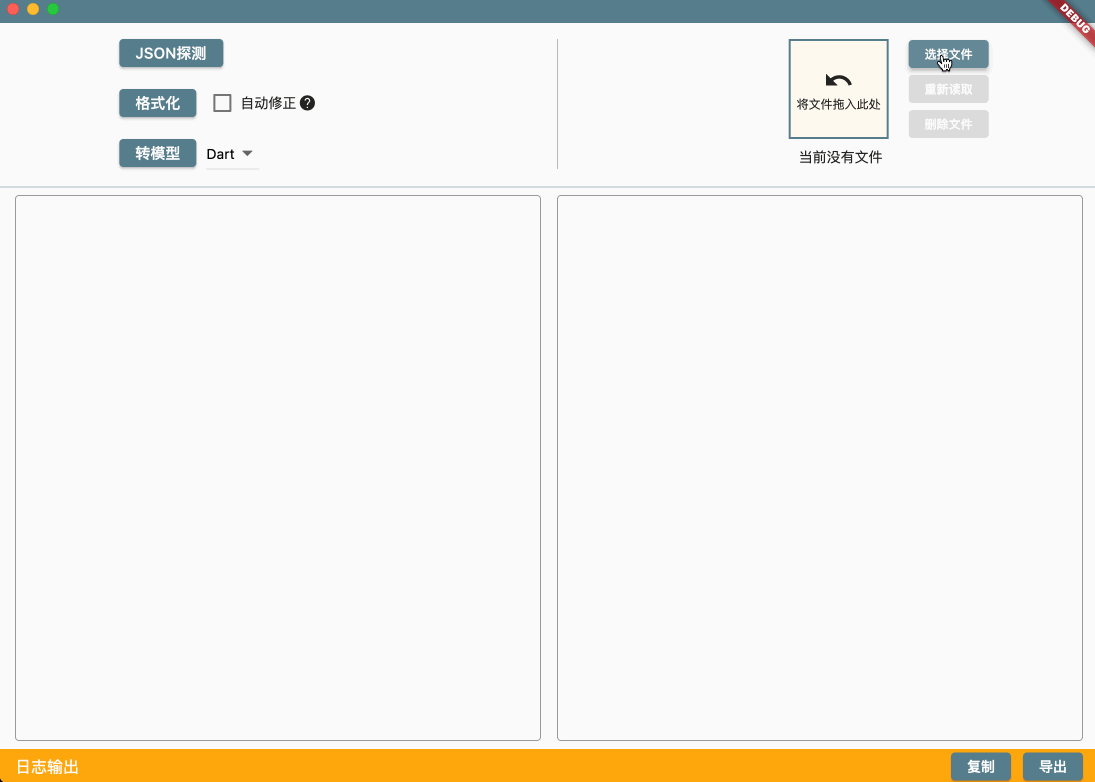 DEBUG
JSON探测
格式化
自动修正
转模型
Dart
将文件拖入此处
当前没有文件
选择文件
重新读取
删除文件
日志输出
复制
导出